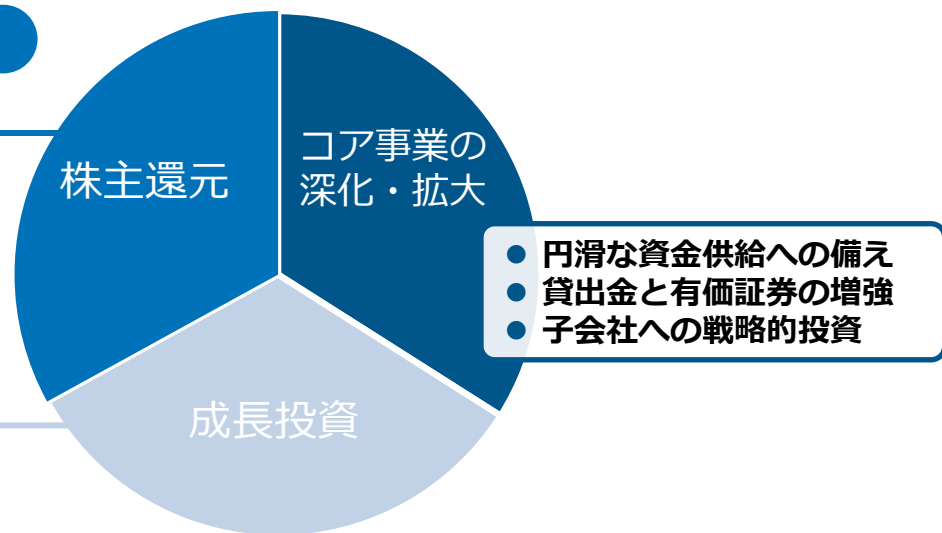 株主還元
コア事業の
深化・拡大
● 円滑な資金供給への備え
● 貸出金と有価証券の増強
● 子会社への戦略的投資
成長投資